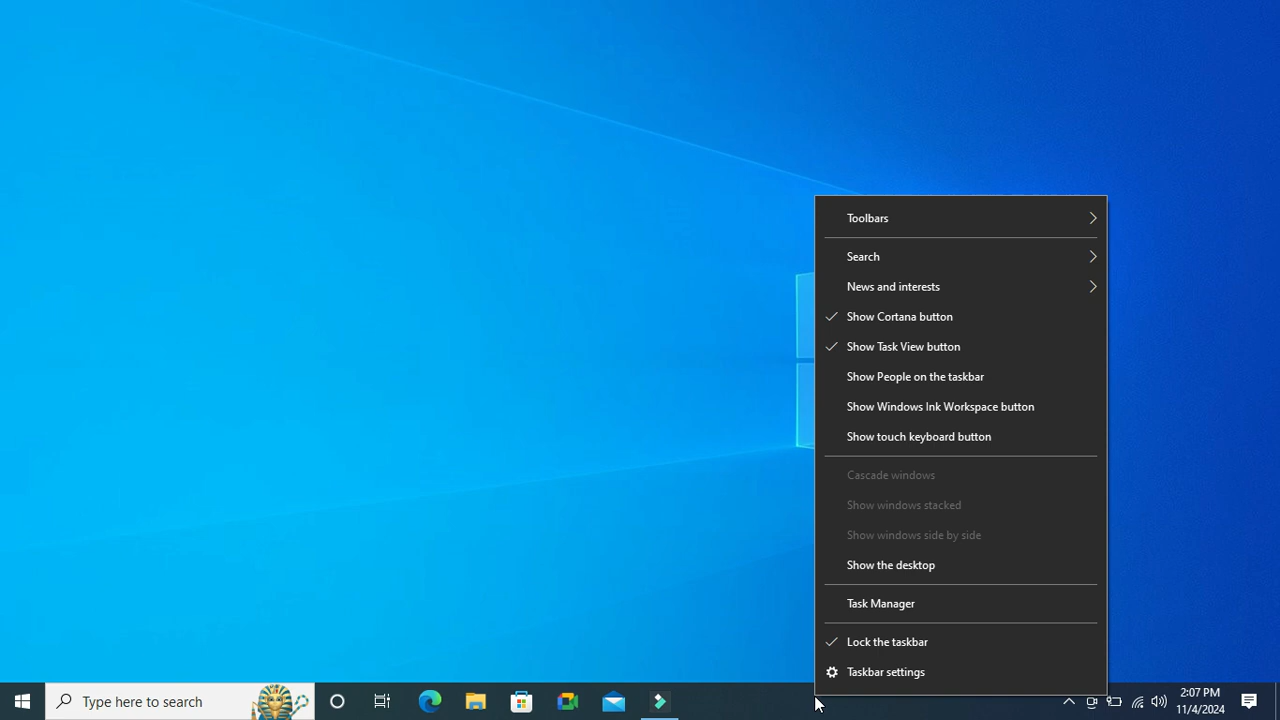 Toolbars
Search
News and interests
Show Cortana button
Show Task View button
Show People on the taskbar
Show Windows Ink Workspace button
Show touch keyboard button
Cascade windows
Show windows stacked
Show windows side by side
Show the desktop
Task Manager
Lock the taskbar
Taskbar settings
Type here to search
2:07 PM
11/4/2024